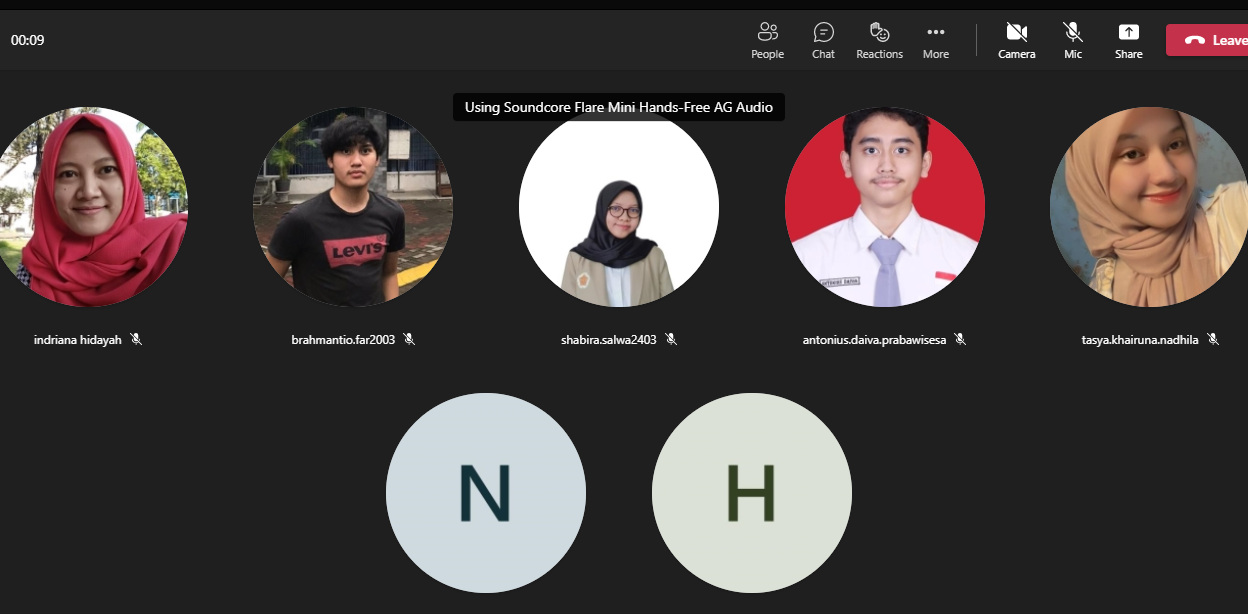 00:09
People
Chat
Reactions
More
Camera
Mic
Share
Leave
Using Soundcore Flare Mini Hands-Free AG Audio
LEVI'S
indriana hidayah
brahmantio.far2003
shabira.salwa2403
antonius.daiva.prabawisesa
tasya.khairuna.nadhila
N
H